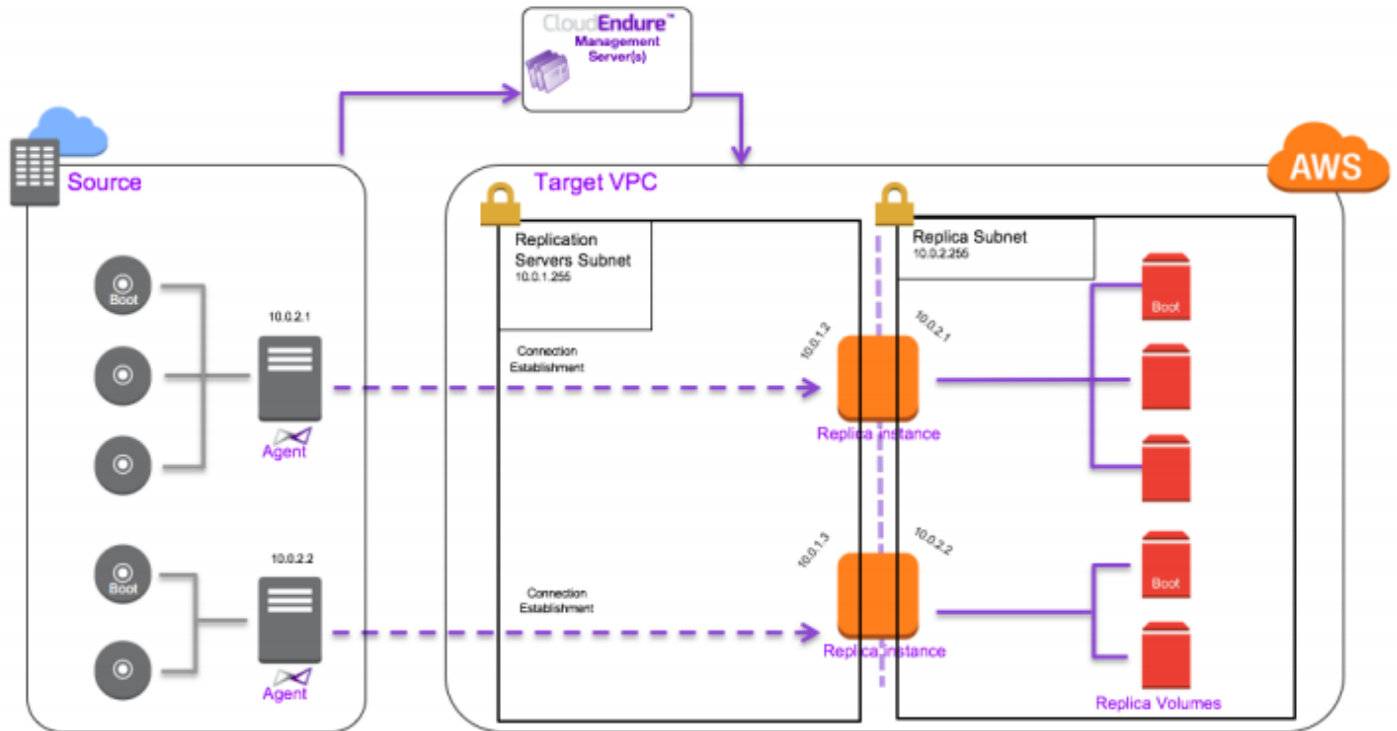 CloudEndure™
Management
Server(s)
AWS
Source
Target VPC
Replication
Servers Subnet
10.0.1.255
Replica Subnet
10.0.2.255
Boot
10.0.2.1
Agent
Connection
Establishment
10.0.1.2
10.0.2.1
Replica instance
Boot
Boot
10.0.2.2
Agent
Connection
Establishment
10.0.1.3
10.0.2.2
Replica instance
Boot
Replica Volumes